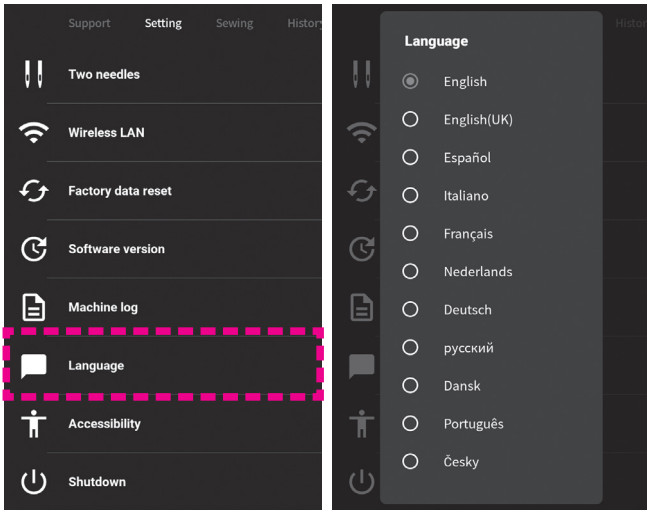 Support Setting Sewing History
Two needles
Wireless LAN
Factory data reset
Software version
Machine log
Language
Accessibility
Shutdown
Histor
Language
English
English(UK)
Español
Italiano
Français
Nederlands
Deutsch
русский
Dansk
Português
Česky